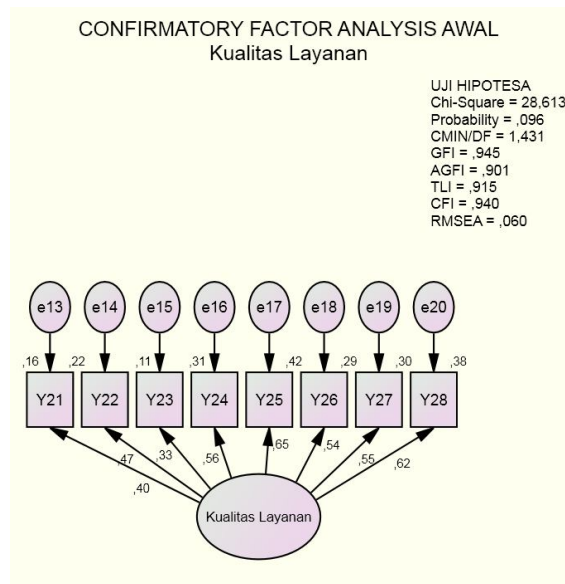 CONFIRMATORY FACTOR ANALYSIS AWAL
Kualitas Layanan
UJI HIPOTESA
Chi-Square = 28,613
Probability = ,096
CMIN/DF = 1,431
GFI = ,945
AGFI = ,901
TLI = ,915
CFI = ,940
RMSEA = ,060
e13 e14 e15 e16 e17 e18 e19 e20
,16 ,22 ,11 ,31 ,42 ,29 ,30 ,38
Y21 Y22 Y23 Y24 Y25 Y26 Y27 Y28
,40 ,47 ,33 ,56 ,65 ,54 ,55 ,62
Kualitas Layanan